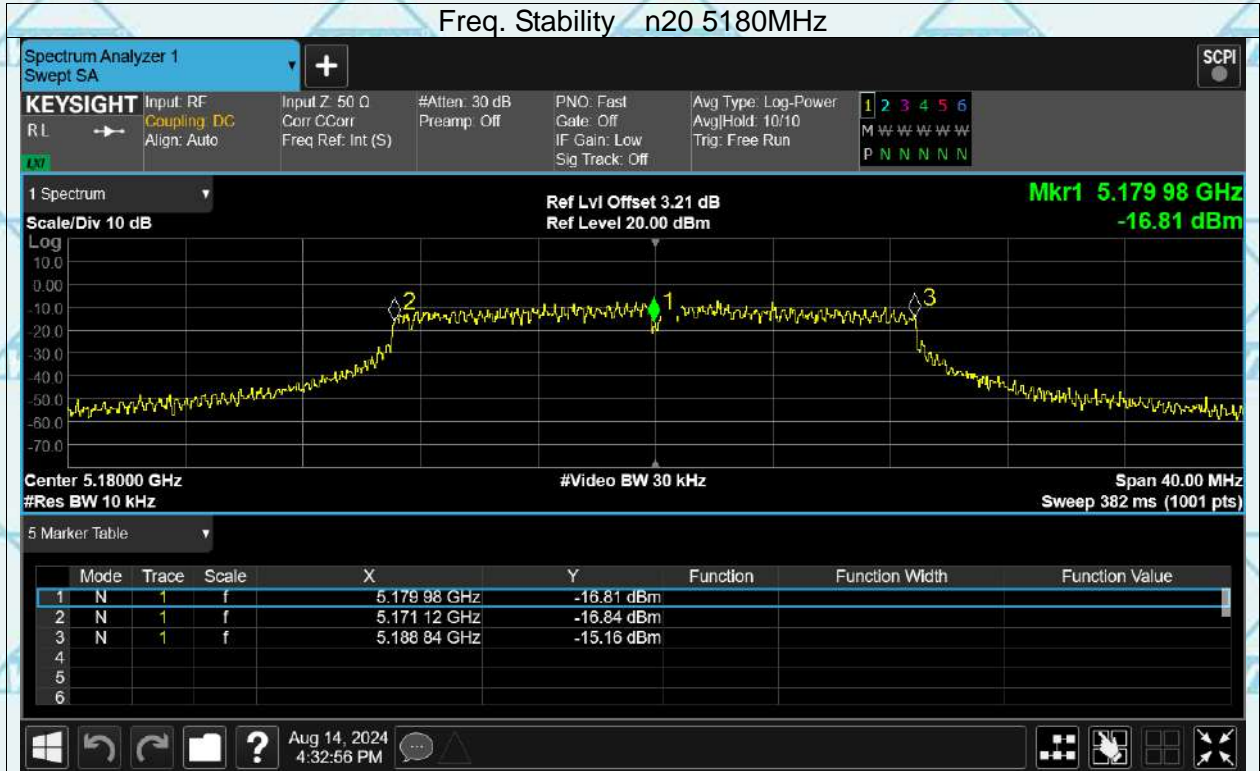 Freq. Stability n20 5180MHz
Spectrum Analyzer 1
Swept SA
+
SCPI
KEYSIGHT
RL
LXI
Input: RF
Coupling: DC
Align: Auto
Input Z: 50 Ω
Corr CCorr
Freq Ref: Int (S)
#Atten: 30 dB
Preamp: Off
PNO: Fast
Gate: Off
IF Gain: Low
Sig Track: Off
Avg Type: Log-Power
Avg|Hold: 10/10
Trig: Free Run
1 2 3 4 5 6
M W W W W W
P N N N N N
1 Spectrum
Scale/Div 10 dB
Ref Lvl Offset 3.21 dB
Ref Level 20.00 dBm
Mkr1 5.179 98 GHz
-16.81 dBm
Log
10.0
0.00
-10.0
-20.0
-30.0
-40.0
-50.0
-60.0
-70.0
2
1
3
Center 5.18000 GHz
#Res BW 10 kHz
#Video BW 30 kHz
Span 40.00 MHz
Sweep 382 ms (1001 pts)
5 Marker Table
Mode Trace Scale X Y Function Function Width Function Value
1 N 1 f 5.179 98 GHz -16.81 dBm
2 N 1 f 5.171 12 GHz -16.84 dBm
3 N 1 f 5.188 84 GHz -15.16 dBm
4
5
6
?
Aug 14, 2024
4:32:56 PM